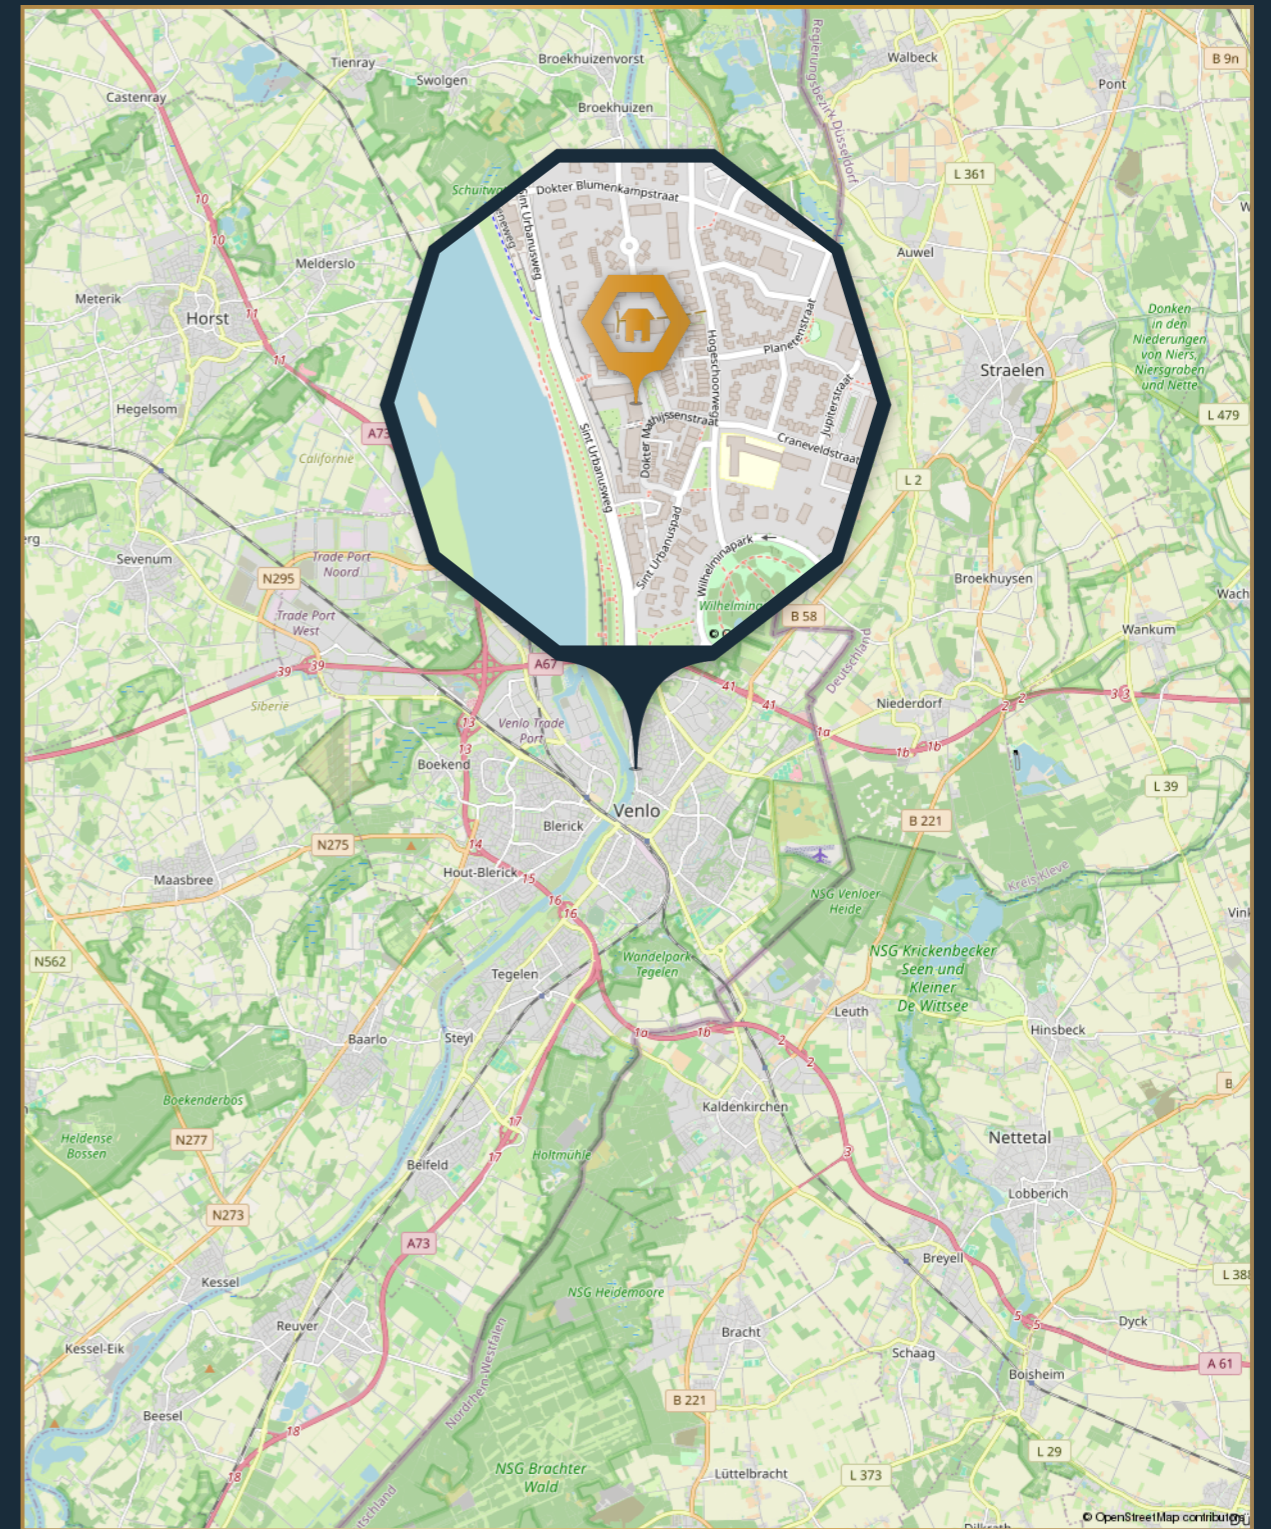 Broekhuizenvorst
Walbeck
B 9n
Tienray
Swolgen
Pont
Castenray
Broekhuizen
Regierungsbezirk Düsseldorf
L 361
Dokter Blumenkampstraat
Sint Urbanusweg
10
10
Auwel
Melderslo
Meterik
Horst
11
11
Donken
in den
Niederungen
von Niers,
Niersgraben
und Nette
Planetenstraat
Hogeschoorweg
Straelen
Jupiterstraat
Hegelsom
L 479
A73
Dokter Mathijssenstraat
Craneveldstraat
Californie
Sint Urbanusweg
L 2
Sint Urbanuspad
Wilhelminapark
Sevenum
Trade Port
Noord
N295
Broekhuysen
Trade Port
West
B 58
Wankum
Deutschland
39
39
A67
41
41
Siberie
Niederdorf
2
2
3
3
13
13
Venlo Trade
Port
1a
1b
1b
Boekend
L 39
Venlo
Blerick
B 221
N275
14
Hout-Blerick
15
Maasbree
Kreis Kleve
16
16
NSG Venloer
Heide
N562
NSG Krickenbecker
Seen und
Kleiner
De Wittsee
Wandelpark
Tegelen
Tegelen
Leuth
Baarlo
Steyl
1a
1b
2
2
Hinsbeck
Boekenderbos
Kaldenkirchen
Heldense
Bossen
N277
17
17
3
Nettetal
Holtmühle
Belfeld
Lobberich
N273
A73
Breyell
Kessel
L 388
NSG Heidemoore
Reuver
5
5
Dyck
Kessel-Eik
Bracht
Schaag
A 61
Boisheim
Nordrhein-Westfalen
B 221
Beesel
18
18
L 29
NSG Brachter
Wald
Lüttelbracht
L 373
© OpenStreetMap contributors